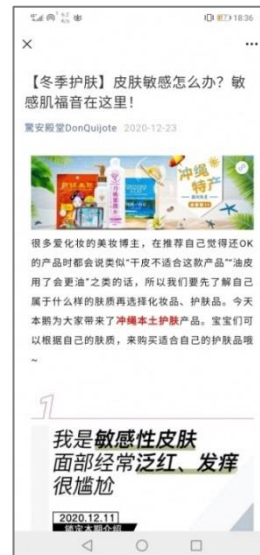 18:36
【冬季护肤】皮肤敏感怎么办？敏
感肌福音在这里！
驚安殿堂DonQuijote 2020-12-23
冲绳
特产
很多爱化妆的美妆博主，在推荐自己觉得还OK
的产品时都会说类似“干皮不适合这款产品”“油皮
用了会更油”之类的话，所以我们要先了解自己
属于什么样的肤质再选择化妆品、护肤品。今天
本鹅为大家带来了冲绳本土护肤产品。宝宝们可
以根据自己的肤质，来购买适合自己的护肤品哦
~
1
我是敏感性皮肤
面部经常泛红、发痒
很尴尬
2020.12.11